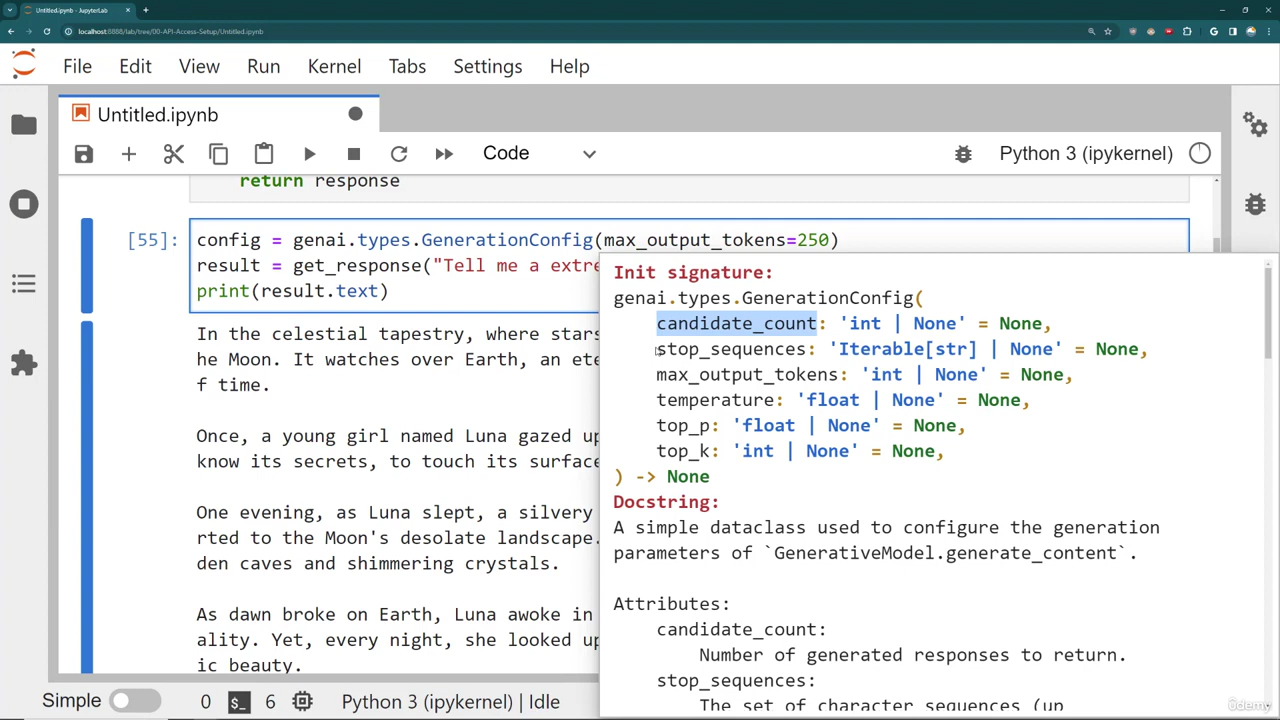 Untitled.ipynb - JupyterLab
localhost:8888/lab/tree/00-API-Access-Setup/Untitled.ipynb
File Edit View Run Kernel Tabs Settings Help
Untitled.ipynb
Code Python 3 (ipykernel)
return response
[55]: config = genai.types.GenerationConfig(max_output_tokens=250)
result = get_response("Tell me a extre
print(result.text)
In the celestial tapestry, where stars
he Moon. It watches over Earth, an ete
f time.
Once, a young girl named Luna gazed up
know its secrets, to touch its surface
One evening, as Luna slept, a silvery
rted to the Moon's desolate landscape.
den caves and shimmering crystals.
As dawn broke on Earth, Luna awoke in
ality. Yet, every night, she looked up
ic beauty.
Init signature:
genai.types.GenerationConfig(
candidate_count: 'int | None' = None,
stop_sequences: 'Iterable[str] | None' = None,
max_output_tokens: 'int | None' = None,
temperature: 'float | None' = None,
top_p: 'float | None' = None,
top_k: 'int | None' = None,
) -> None
Docstring:
A simple dataclass used to configure the generation
parameters of `GenerativeModel.generate_content`.
Attributes:
candidate_count:
Number of generated responses to return.
stop_sequences:
The set of character sequences (up
Simple 0 $_ 6 Python 3 (ipykernel) | Idle
ûdemy